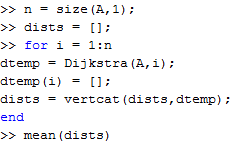 >> n = size(A,1);
>> dists = [];
>> for i = 1:n
dtemp = Dijkstra(A,i);
dtemp(i) = [];
dists = vertcat(dists,dtemp);
end
>> mean(dists)